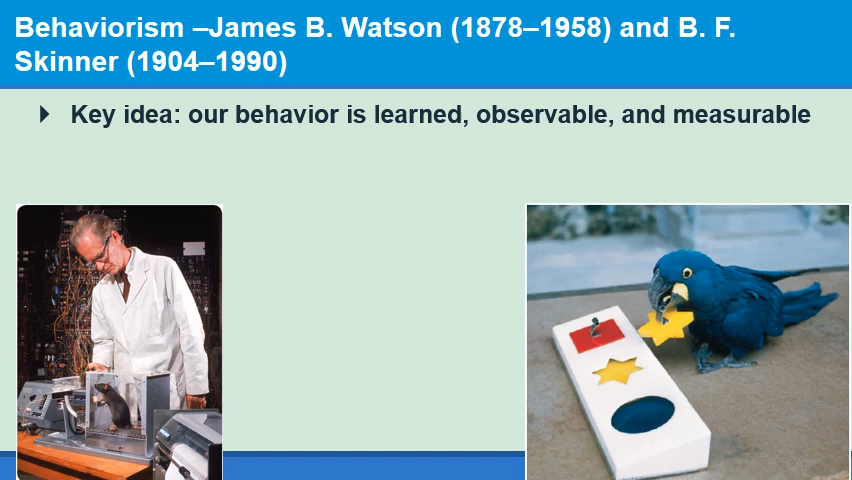 Behaviorism –James B. Watson (1878–1958) and B. F.
Skinner (1904–1990)
Key idea: our behavior is learned, observable, and measurable